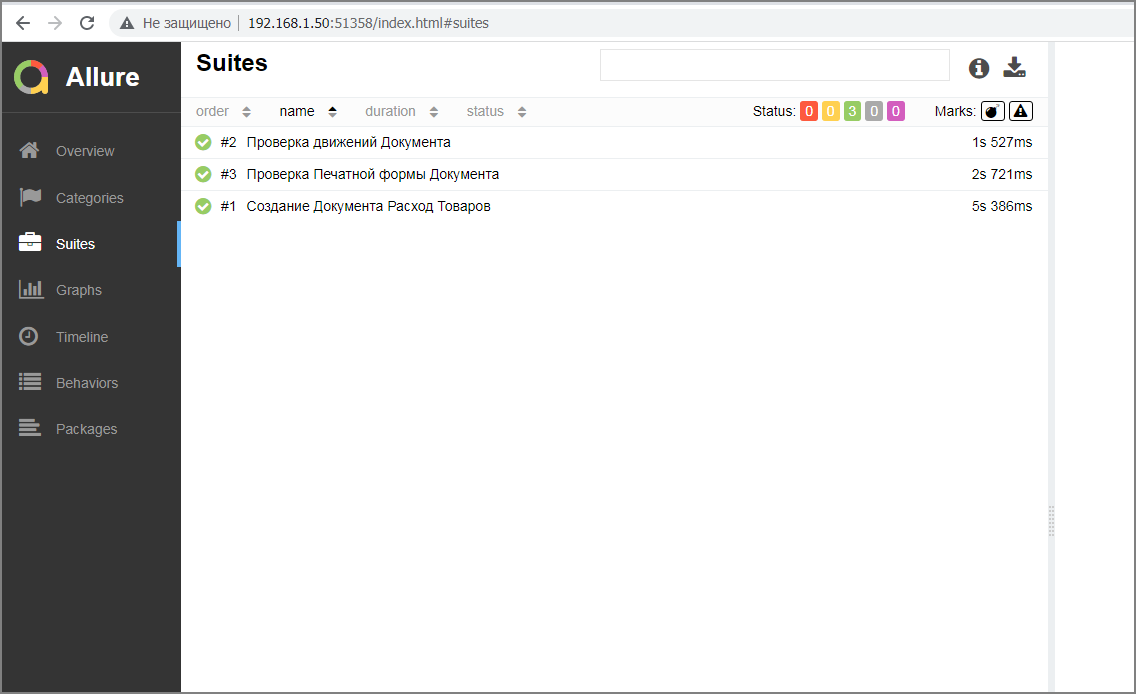 Не защищено 192.168.1.50:51358/index.html#suites
Allure
Overview
Categories
Suites
Graphs
Timeline
Behaviors
Packages
Suites
order name duration status Status: 0 0 3 0 0 Marks:
#2 Проверка движений Документа 1s 527ms
#3 Проверка Печатной формы Документа 2s 721ms
#1 Создание Документа Расход Товаров 5s 386ms